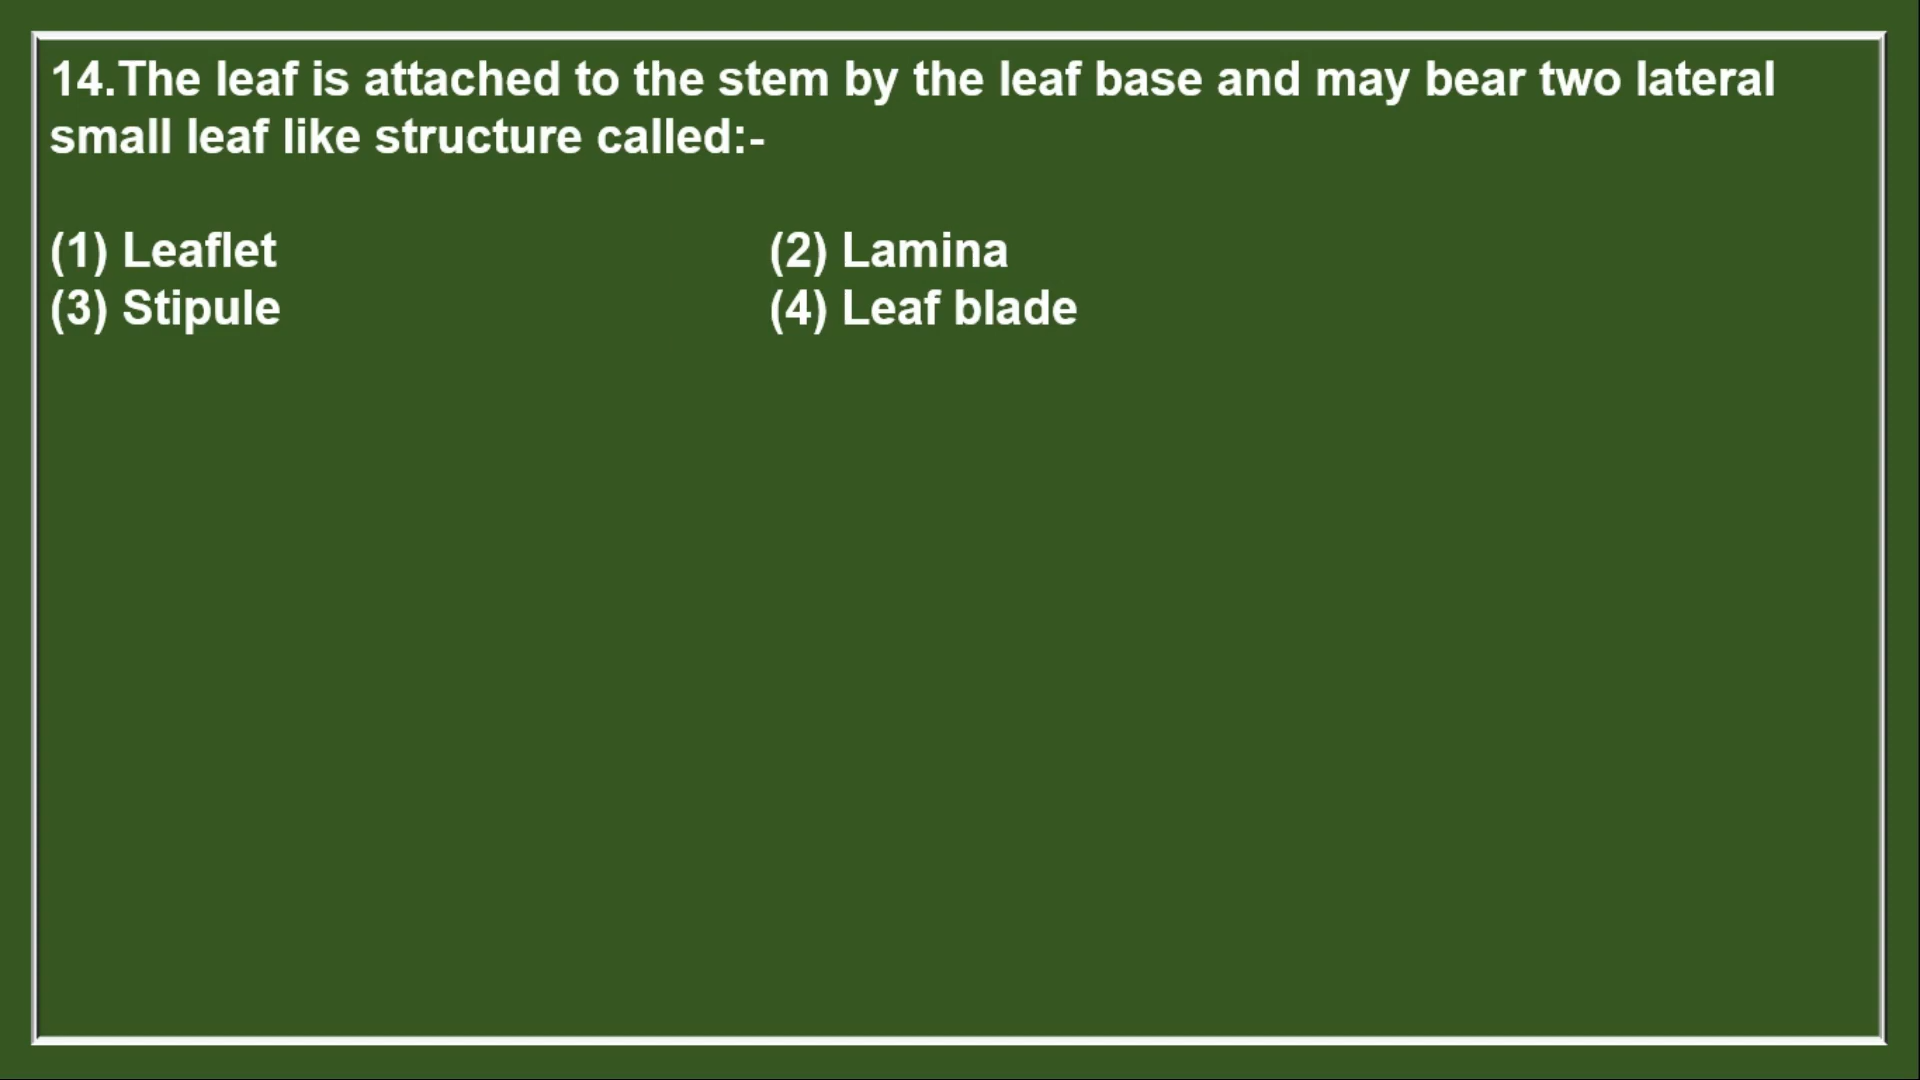 14.The leaf is attached to the stem by the leaf base and may bear two lateral
small leaf like structure called:-
(1) Leaflet (2) Lamina
(3) Stipule (4) Leaf blade